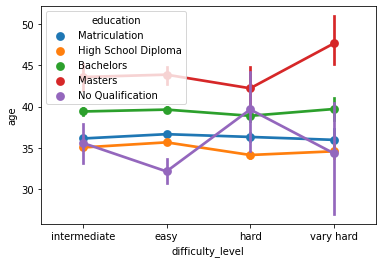 education
Matriculation
High School Diploma
Bachelors
Masters
No Qualification
50
45
40
35
30
age
intermediate easy hard vary hard
difficulty_level